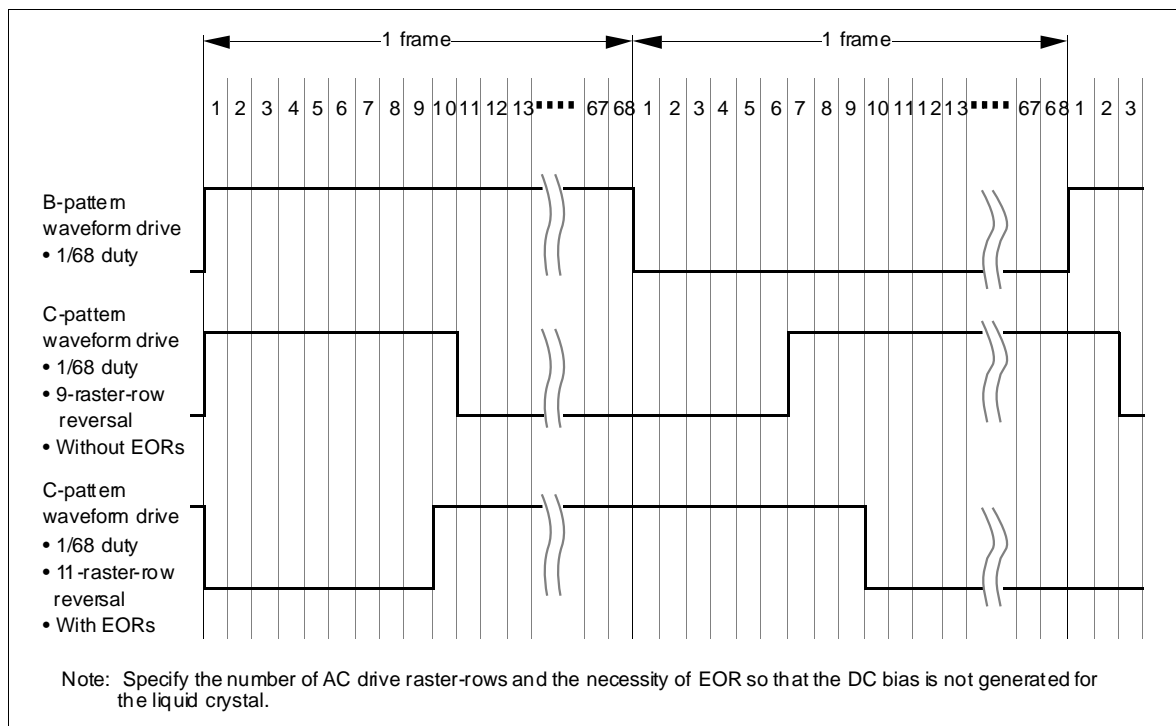 1 frame 1 frame
1 2 3 4 5 6 7 8 9 10 11 12 13 ▪▪▪▪▪ 67 68 1 2 3 4 5 6 7 8 9 10 11 12 13 ▪▪▪▪▪ 67 68 1 2 3
B-pattern
waveform drive
• 1/68 duty
C-pattern
waveform drive
• 1/68 duty
• 9-raster-row
reversal
• Without EORs
C-pattern
waveform drive
• 1/68 duty
• 11-raster-row
reversal
• With EORs
Note: Specify the number of AC drive raster-rows and the necessity of EOR so that the DC bias is not generated for
the liquid crystal.